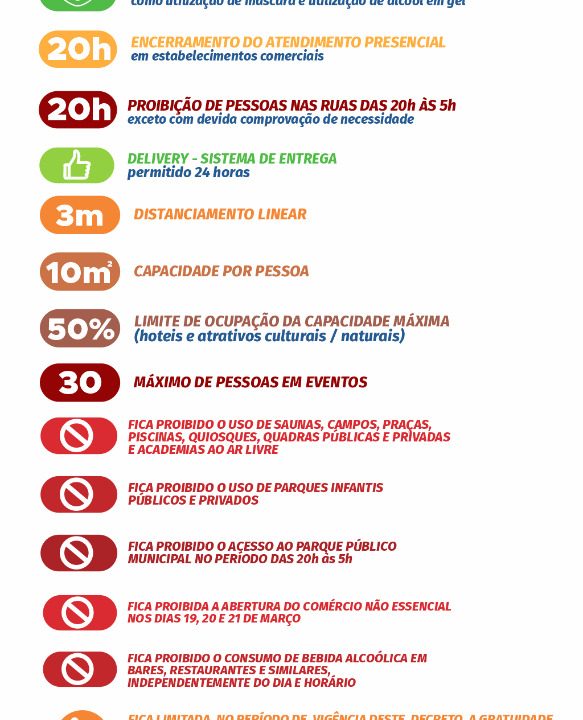 como utilização de máscara e utilização de álcool em gel
20h
ENCERRAMENTO DO ATENDIMENTO PRESENCIAL
em estabelecimentos comerciais
20h
PROIBIÇÃO DE PESSOAS NAS RUAS DAS 20h ÀS 5h
exceto com devida comprovação de necessidade
DELIVERY - SISTEMA DE ENTREGA
permitido 24 horas
3m
DISTANCIAMENTO LINEAR
10m²
CAPACIDADE POR PESSOA
50%
LIMITE DE OCUPAÇÃO DA CAPACIDADE MÁXIMA
(hoteis e atrativos culturais / naturais)
30
MÁXIMO DE PESSOAS EM EVENTOS
FICA PROIBIDO O USO DE SAUNAS, CAMPOS, PRAÇAS,
PISCINAS, QUIOSQUES, QUADRAS PÚBLICAS E PRIVADAS
E ACADEMIAS AO AR LIVRE
FICA PROIBIDO O USO DE PARQUES INFANTIS
PÚBLICOS E PRIVADOS
FICA PROIBIDO O ACESSO AO PARQUE PÚBLICO
MUNICIPAL NO PERÍODO DAS 20h às 5h
FICA PROIBIDA A ABERTURA DO COMÉRCIO NÃO ESSENCIAL
NOS DIAS 19, 20 E 21 DE MARÇO
FICA PROIBIDO O CONSUMO DE BEBIDA ALCOÓLICA EM
BARES, RESTAURANTES E SIMILARES,
INDEPENDENTEMENTE DO DIA E HORÁRIO
FICA LIMITADA, NO PERÍODO DE VIGÊNCIA DESTE DECRETO, A GRATUIDADE